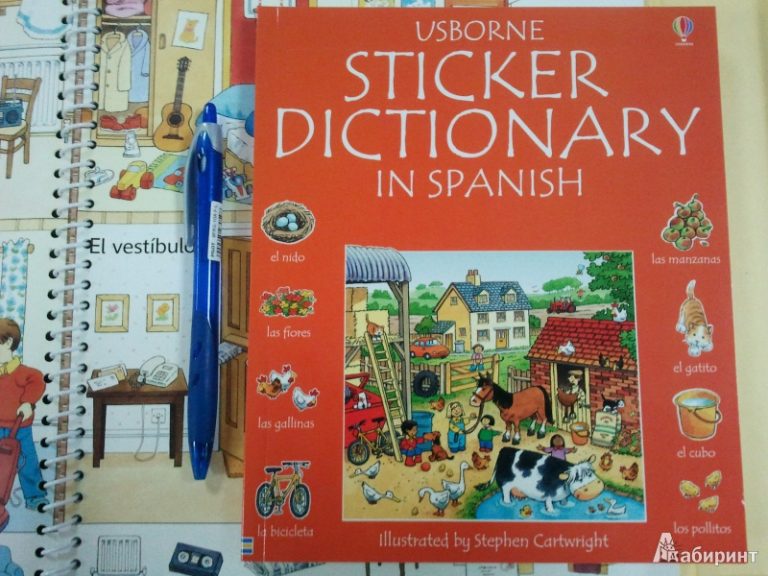 USBORNE
STICKER
DICTIONARY
IN SPANISH
El vestíbulo
el nido
las flores
las gallinas
la bicicleta
las manzanas
el gatito
el cubo
los pollitos
Illustrated by Stephen Cartwright
Лабиринт